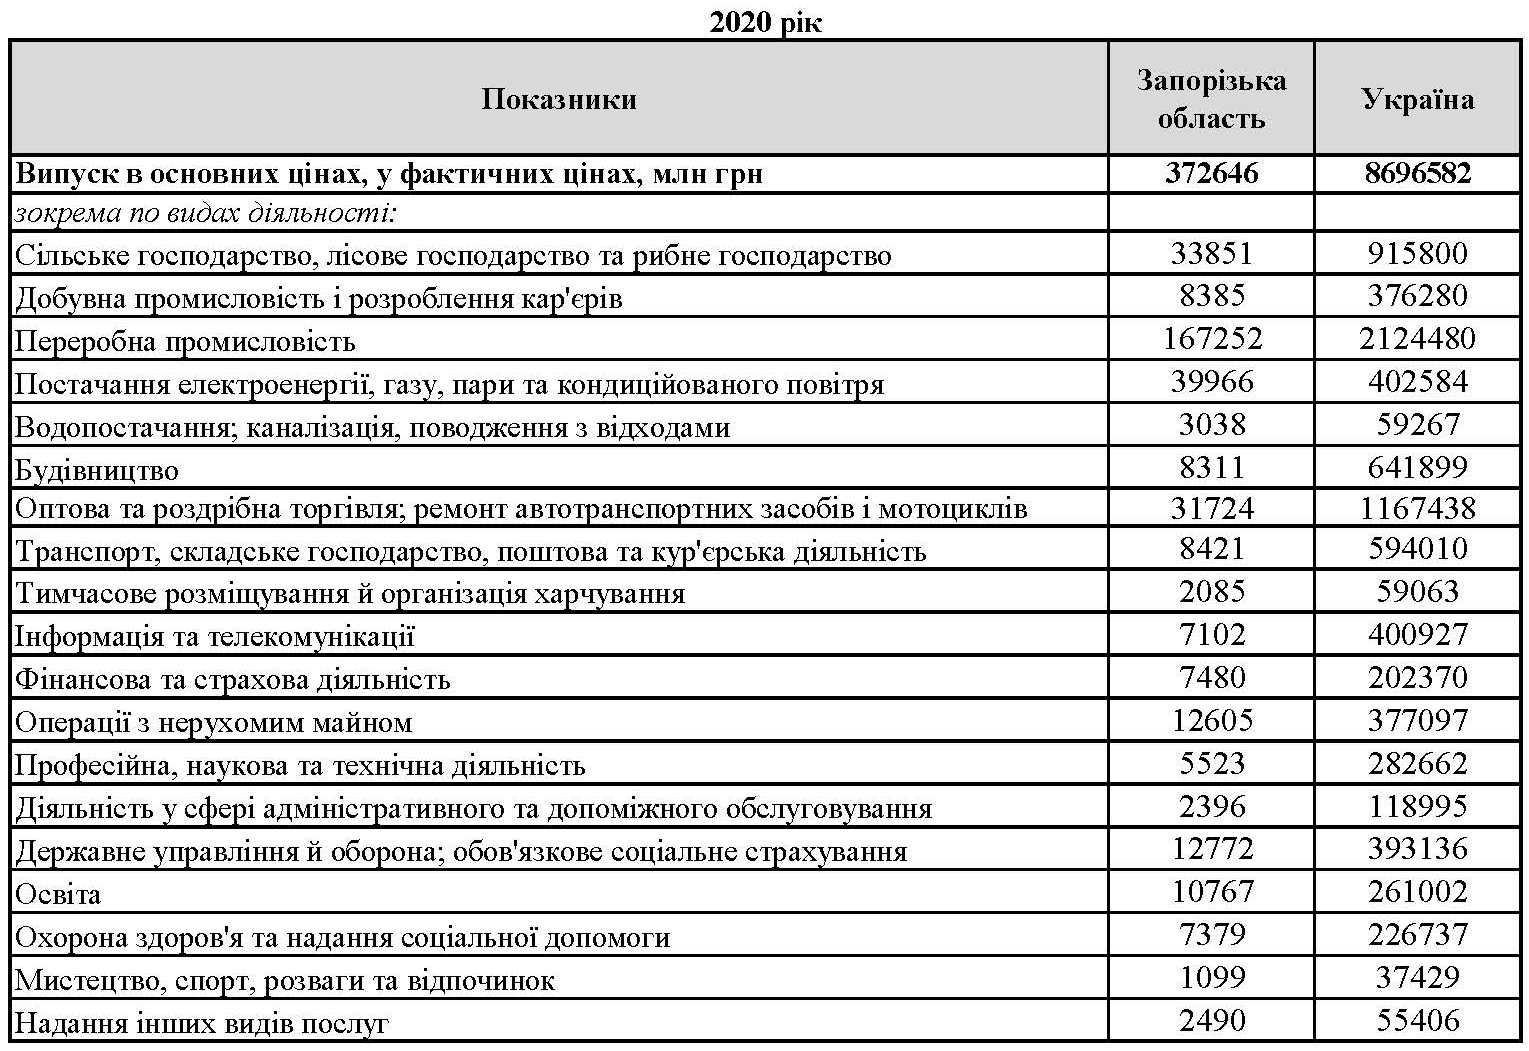 2020 рік
Показники Запорізька область Україна
Випуск в основних цінах, у фактичних цінах, млн грн 372646 8696582
зокрема по видах діяльності:
Сільське господарство, лісове господарство та рибне господарство 33851 915800
Добувна промисловість і розроблення кар'єрів 8385 376280
Переробна промисловість 167252 2124480
Постачання електроенергії, газу, пари та кондиційованого повітря 39966 402584
Водопостачання; каналізація, поводження з відходами 3038 59267
Будівництво 8311 641899
Оптова та роздрібна торгівля; ремонт автотранспортних засобів і мотоциклів 31724 1167438
Транспорт, складське господарство, поштова та кур'єрська діяльність 8421 594010
Тимчасове розміщування й організація харчування 2085 59063
Інформація та телекомунікації 7102 400927
Фінансова та страхова діяльність 7480 202370
Операції з нерухомим майном 12605 377097
Професійна, наукова та технічна діяльність 5523 282662
Діяльність у сфері адміністративного та допоміжного обслуговування 2396 118995
Державне управління й оборона; обов'язкове соціальне страхування 12772 393136
Освіта 10767 261002
Охорона здоров'я та надання соціальної допомоги 7379 226737
Мистецтво, спорт, розваги та відпочинок 1099 37429
Надання інших видів послуг 2490 55406